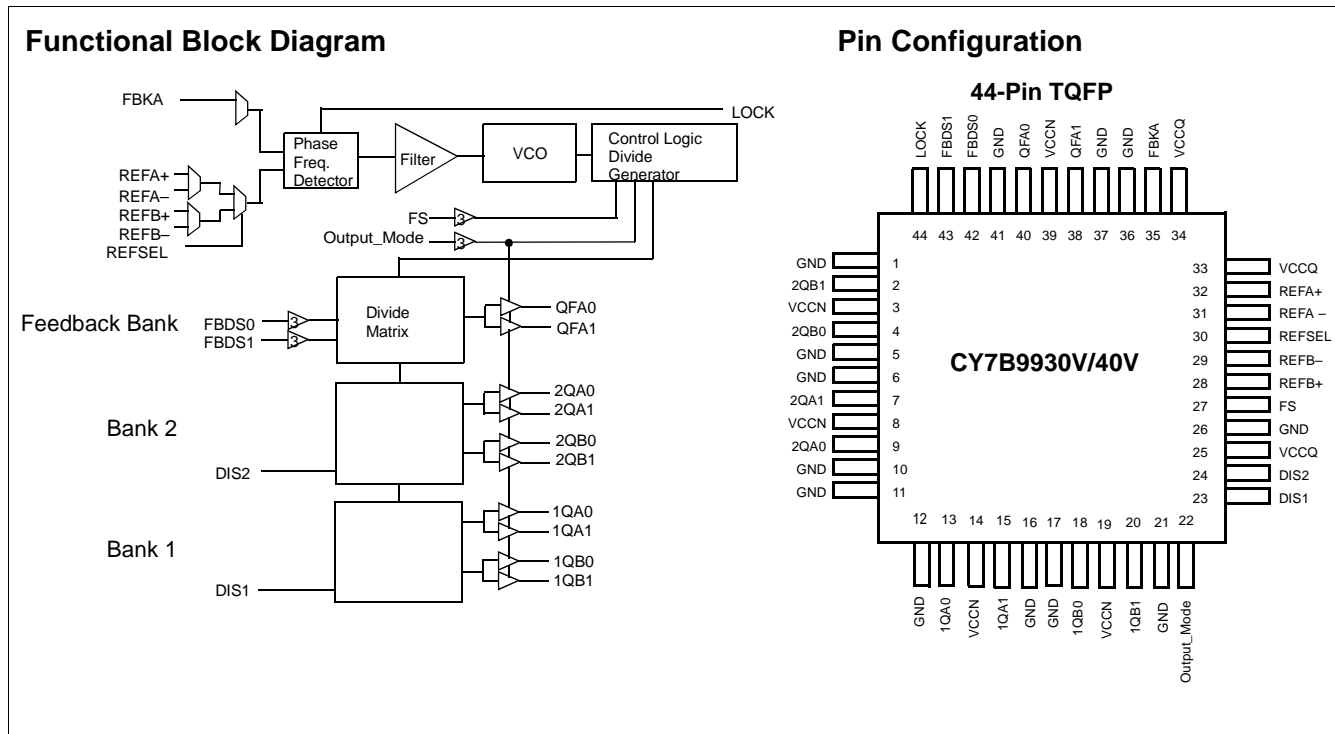 Functional Block Diagram
FBKA
LOCK
Phase
Freq.
Detector
Filter
VCO
Control Logic
Divide
Generator
REFA+
REFA–
REFB+
REFB–
REFSEL
FS
3
Output_Mode
3
Feedback Bank
FBDS0
3
FBDS1
3
Divide
Matrix
QFA0
QFA1
Bank 2
DIS2
2QA0
2QA1
2QB0
2QB1
Bank 1
DIS1
1QA0
1QA1
1QB0
1QB1
Pin Configuration
44-Pin TQFP
LOCK
FBDS1
FBDS0
GND
QFA0
VCCN
QFA1
GND
GND
FBKA
VCCQ
44 43 42 41 40 39 38 37 36 35 34
GND 1
2QB1 2
VCCN 3
2QB0 4
GND 5
GND 6
2QA1 7
VCCN 8
2QA0 9
GND 10
GND 11
CY7B9930V/40V
33 VCCQ
32 REFA+
31 REFA –
30 REFSEL
29 REFB–
28 REFB+
27 FS
26 GND
25 VCCQ
24 DIS2
23 DIS1
12 13 14 15 16 17 18 19 20 21 22
GND
1QA0
VCCN
1QA1
GND
GND
1QB0
VCCN
1QB1
GND
Output_Mode